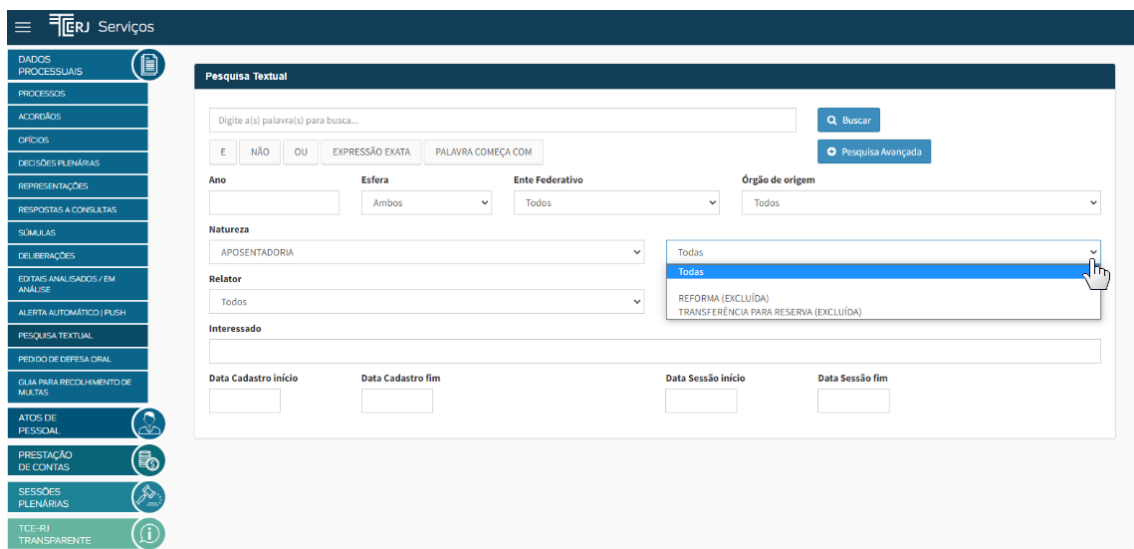 TCERJ Serviços
DADOS
PROCESSUAIS
PROCESSOS
ACORDÃOS
OFÍCIOS
DECISÕES PLENÁRIAS
REPRESENTAÇÕES
RESPOSTAS A CONSULTAS
SÚMULAS
DELIBERAÇÕES
EDITAIS ANALISADOS / EM
ANÁLISE
ALERTA AUTOMÁTICO | PUSH
PESQUISA TEXTUAL
PEDIDO DE DEFESA ORAL
GUIA PARA RECOLHIMENTO DE
MULTAS
ATOS DE
PESSOAL
PRESTAÇÃO
DE CONTAS
SESSÕES
PLENÁRIAS
TCE-RJ
TRANSPARENTE
Pesquisa Textual
Digite a(s) palavra(s) para busca...
Buscar
E NÃO OU EXPRESSÃO EXATA PALAVRA COMEÇA COM
Pesquisa Avançada
Ano Esfera Ente Federativo Órgão de origem
Ambos Todos Todos
Natureza
APOSENTADORIA Todas
Todas
REFORMA (EXCLUÍDA)
TRANSFERÊNCIA PARA RESERVA (EXCLUÍDA)
Relator
Todos
Interessado
Data Cadastro início Data Cadastro fim Data Sessão início Data Sessão fim